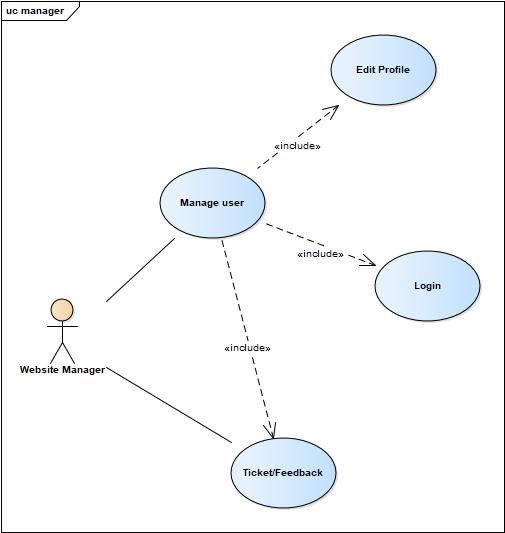 uc manager
Edit Profile
«include»
Manage user
«include»
Login
«include»
Website Manager
Ticket/Feedback